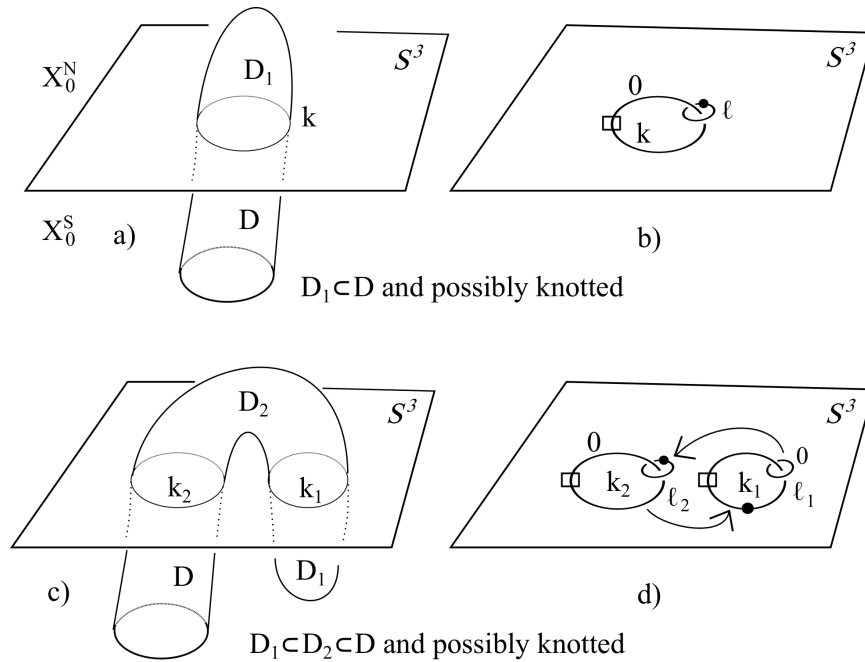 X₀ᴺ D₁ S³ 0 S³
k k ℓ
X₀ˢ a) D b)
D₁⊂D and possibly knotted
D₂ S³ 0 0 S³
k₂ k₁ k₂ ℓ₂ k₁ ℓ₁
c) D D₁ d)
D₁⊂D₂⊂D and possibly knotted